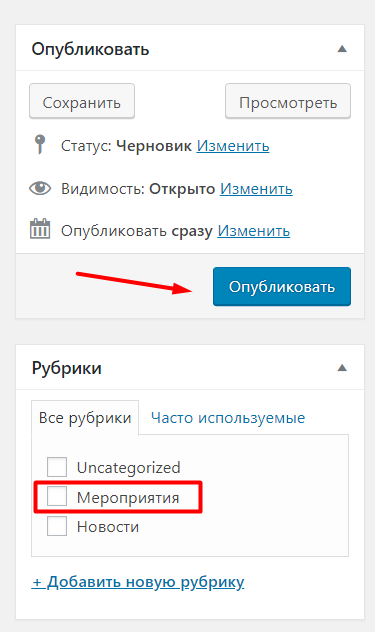 Опубликовать
Сохранить Просмотреть
Статус: Черновик Изменить
Видимость: Открыто Изменить
Опубликовать сразу Изменить
Опубликовать
Рубрики
Все рубрики Часто используемые
Uncategorized
Мероприятия
Новости
+ Добавить новую рубрику